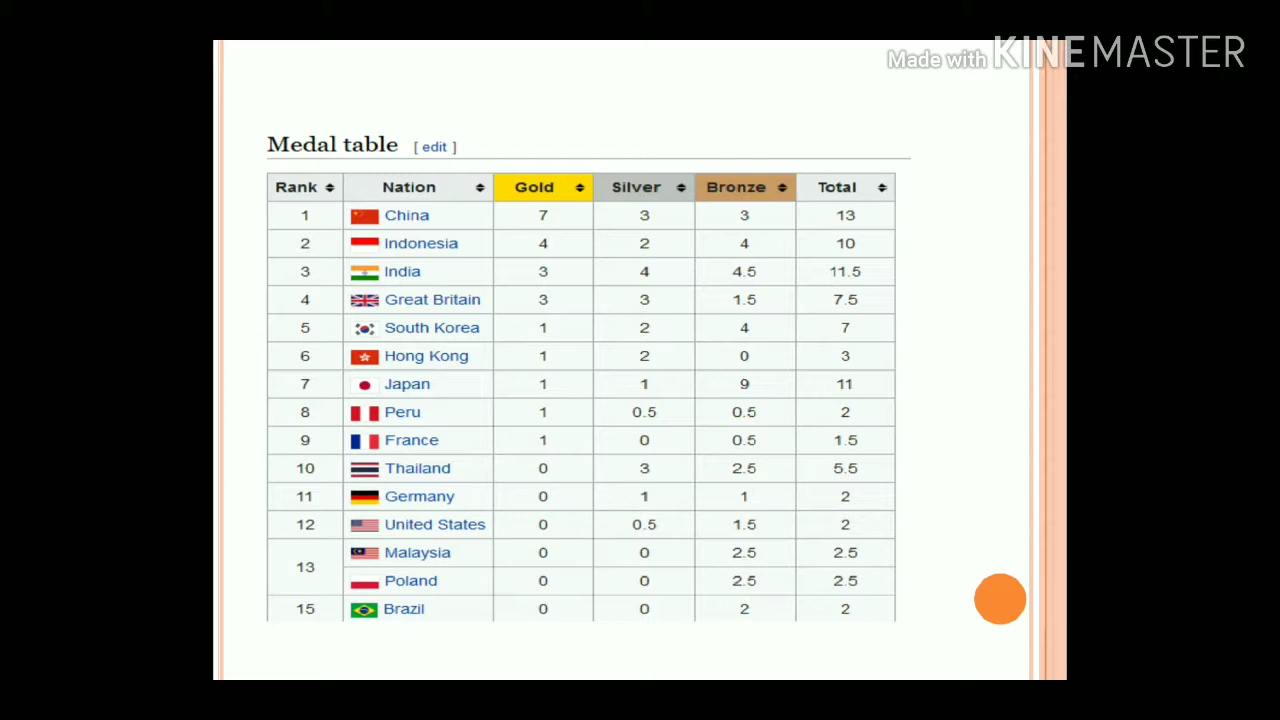 Made with KINEMASTER
Medal table [ edit ]
Rank Nation Gold Silver Bronze Total
1 China 7 3 3 13
2 Indonesia 4 2 4 10
3 India 3 4 4.5 11.5
4 Great Britain 3 3 1.5 7.5
5 South Korea 1 2 4 7
6 Hong Kong 1 2 0 3
7 Japan 1 1 9 11
8 Peru 1 0.5 0.5 2
9 France 1 0 0.5 1.5
10 Thailand 0 3 2.5 5.5
11 Germany 0 1 1 2
12 United States 0 0.5 1.5 2
13 Malaysia 0 0 2.5 2.5
Poland 0 0 2.5 2.5
15 Brazil 0 0 2 2